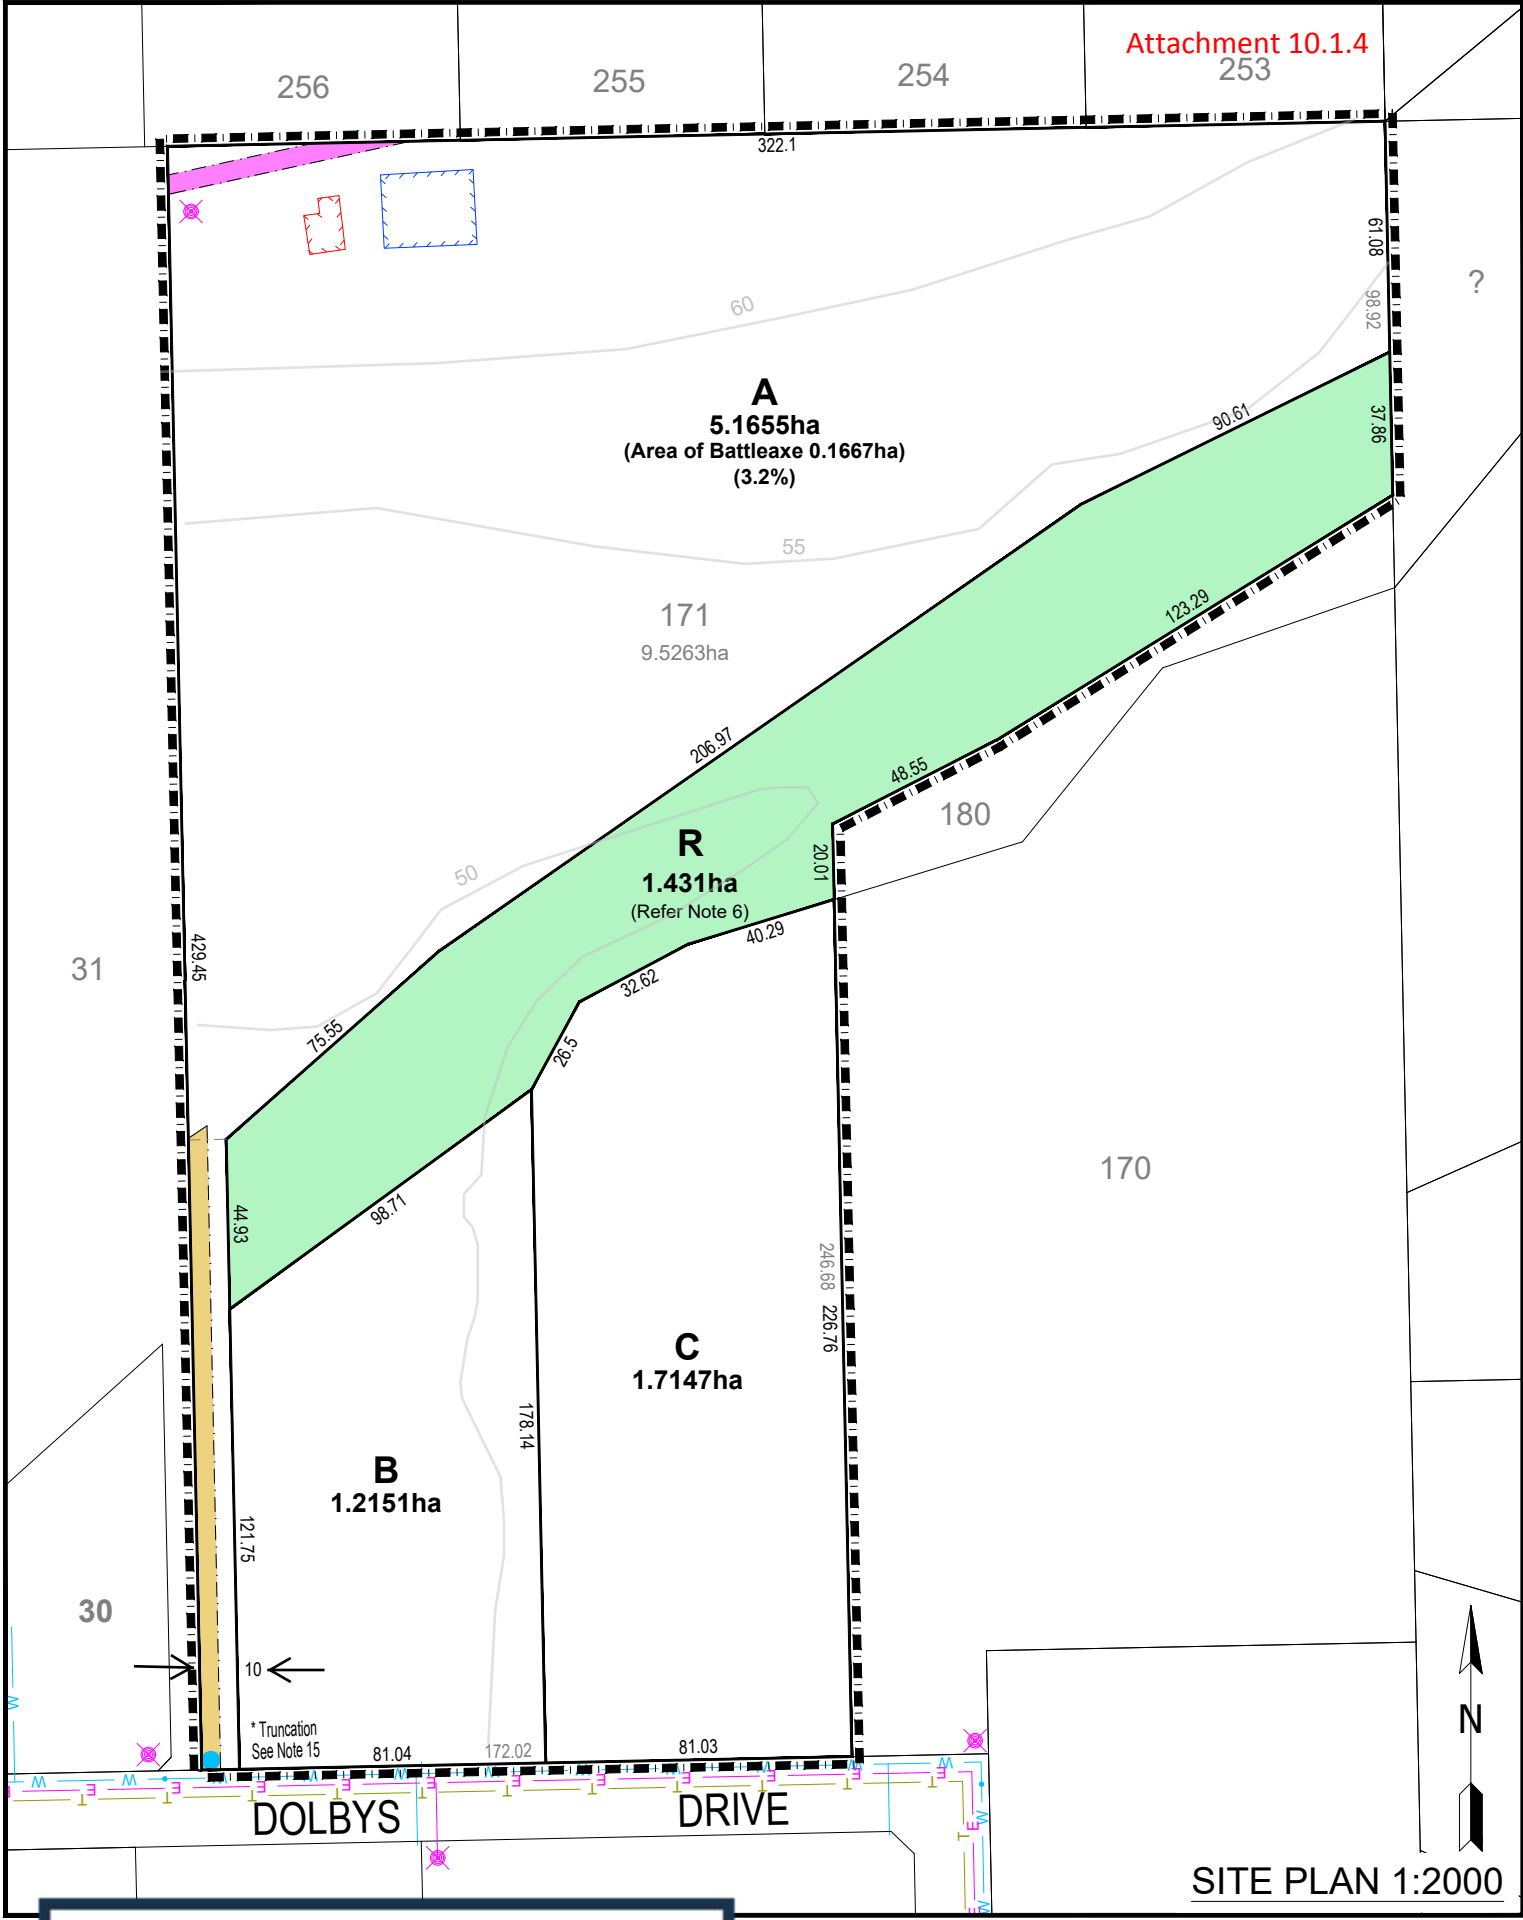 Attachment 10.1.4
256
255
254
253
322.1
61.08
98.92
?
60
A
5.1655ha
(Area of Battleaxe 0.1667ha)
(3.2%)
90.61
37.86
55
171
9.5263ha
123.29
206.97
48.55
180
R
1.431ha
(Refer Note 6)
20.01
50
40.29
32.62
429.45
31
75.55
26.5
170
98.71
44.93
246.68
226.76
C
1.7147ha
178.14
B
1.2151ha
121.75
30
10
* Truncation
See Note 15
81.04
172.02
81.03
W
W W W W W W W W
E E E E E E E E E E E
T T T T T T T T T T T
DOLBYS DRIVE
W
E
T
T
E
W
N
SITE PLAN 1:2000